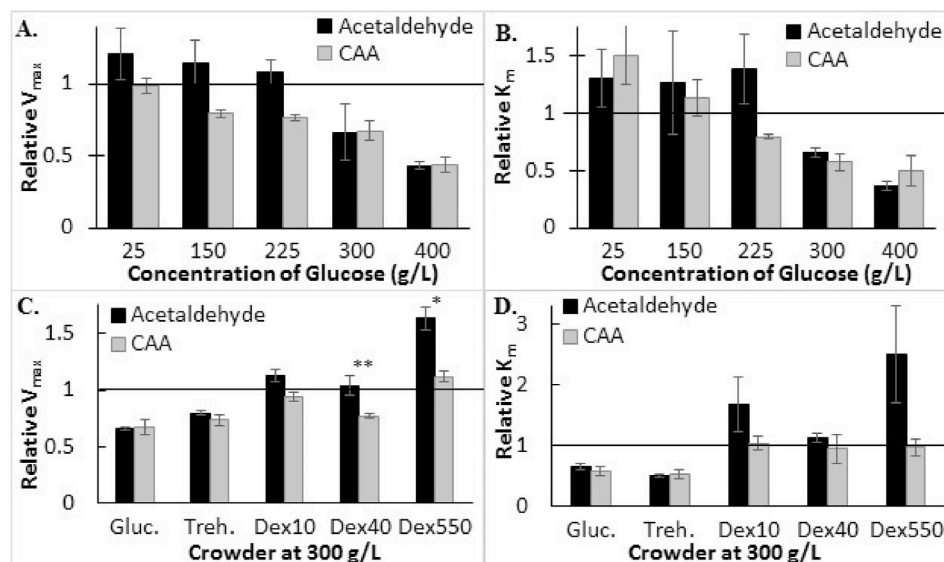 A.
Acetaldehyde
CAA
Relative Vmax
1
0.5
0
25 150 225 300 400
Concentration of Glucose (g/L)
B.
Acetaldehyde
CAA
Relative Km
1.5
1
0.5
0
25 150 225 300 400
Concentration of Glucose (g/L)
C.
Acetaldehyde
CAA
Relative Vmax
1.5
1
0.5
0
*
**
Gluc. Treh. Dex10 Dex40 Dex550
Crowder at 300 g/L
D.
Acetaldehyde
CAA
Relative Km
3
2
1
0
Gluc. Treh. Dex10 Dex40 Dex550
Crowder at 300 g/L